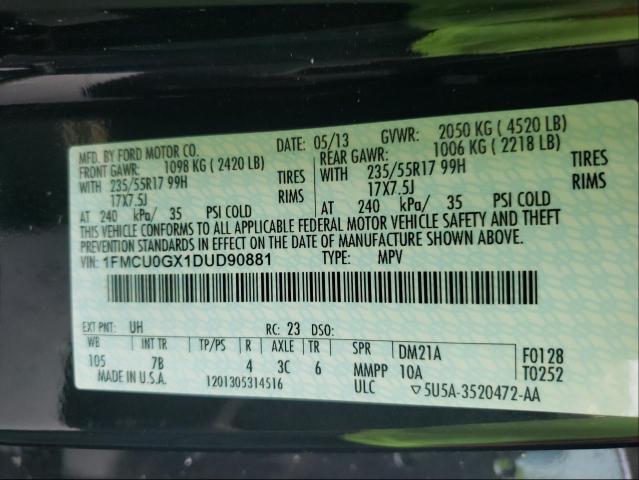 MFD. BY FORD MOTOR CO.
DATE: 05/13 GVWR: 2050 KG ( 4520 LB)
FRONT GAWR: 1098 KG ( 2420 LB) REAR GAWR: 1006 KG ( 2218 LB)
WITH 235/55R17 99H TIRES WITH 235/55R17 99H TIRES
17X7.5J RIMS 17X7.5J RIMS
AT 240 kPa/ 35 PSI COLD AT 240 kPa/ 35 PSI COLD
THIS VEHICLE CONFORMS TO ALL APPLICABLE FEDERAL MOTOR VEHICLE SAFETY AND THEFT
PREVENTION STANDARDS IN EFFECT ON THE DATE OF MANUFACTURE SHOWN ABOVE.
VIN: 1FMCU0GX1DUD90881 TYPE: MPV
EXT PNT: UH RC: 23 DSO:
WB INT TR TP/PS R AXLE TR SPR DM21A F0128
105 7B 4 3C 6 MMPP 10A T0252
MADE IN U.S.A. 1201305314516 ULC ▽5U5A-3520472-AA